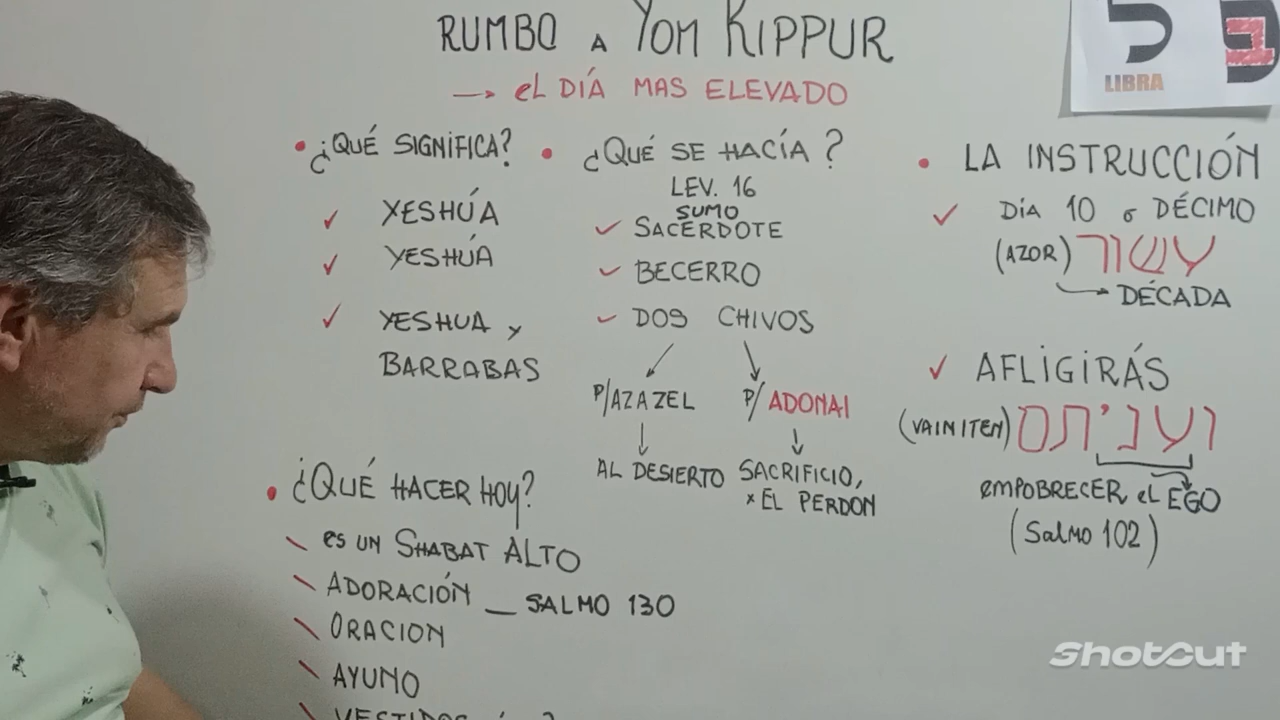 RUMBO A YOM KIPPUR
→ eL DÍA MAS ELEVADO
LIBRA
• ¿QUÉ SIGNIFICA?
✓ YESHÚA
✓ YESHÚA
✓ YESHUA Y
BARRABÁS
• ¿QUÉ SE HACÍA?
LEV. 16
SUMO
✓ SACERDOTE
✓ BECERRO
✓ DOS CHIVOS
P/AZAZEL
AL DESIERTO
P/ ADONAI
SACRIFICIO,
x EL PERDON
• LA INSTRUCCIÓN
✓ DÍA 10 o DÉCIMO
(AZOR) עשור
→ DÉCADA
✓ AFLIGIRÁS
(VAINITEN) ועניתם
EMPOBRECER eL EGO
(SaLMO 102)
• ¿QUÉ HACER HOY?
es UN SHABAT ALTO
ADORACIÓN _ SALMO 130
ORACION
AYUNO
Shotcut